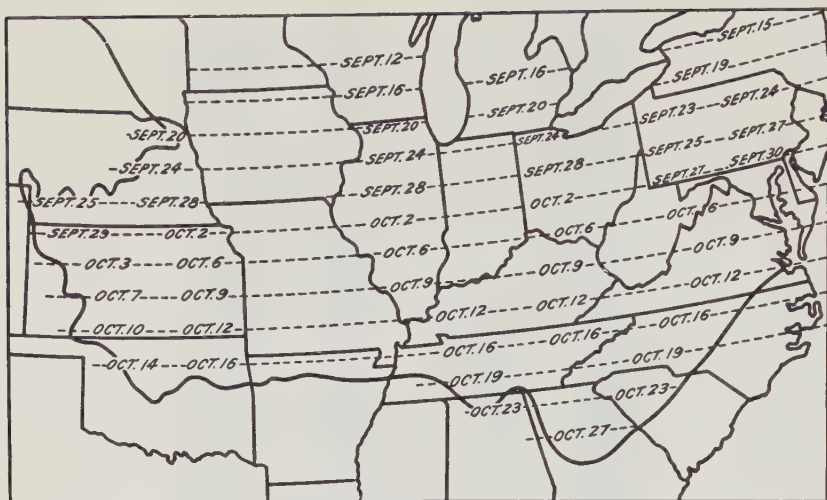 SEPT. 15
SEPT. 12 SEPT. 16 SEPT. 19
SEPT. 16 SEPT. 20 SEPT. 23 SEPT. 24
SEPT. 20 SEPT. 20 SEPT. 24 SEPT. 25 SEPT. 27
SEPT. 24 SEPT. 24 SEPT. 28 SEPT. 27 SEPT. 30
SEPT. 25 SEPT. 28 SEPT. 28 OCT. 2 OCT. 16
SEPT. 29 OCT. 2 OCT. 2 OCT. 6 OCT. 9
OCT. 3 OCT. 6 OCT. 6 OCT. 9 OCT. 12
OCT. 7 OCT. 9 OCT. 9 OCT. 12 OCT. 16
OCT. 10 OCT. 12 OCT. 12 OCT. 16 OCT. 19
OCT. 14 OCT. 16 OCT. 16 OCT. 19 OCT. 23
OCT. 19 OCT. 23
OCT. 27